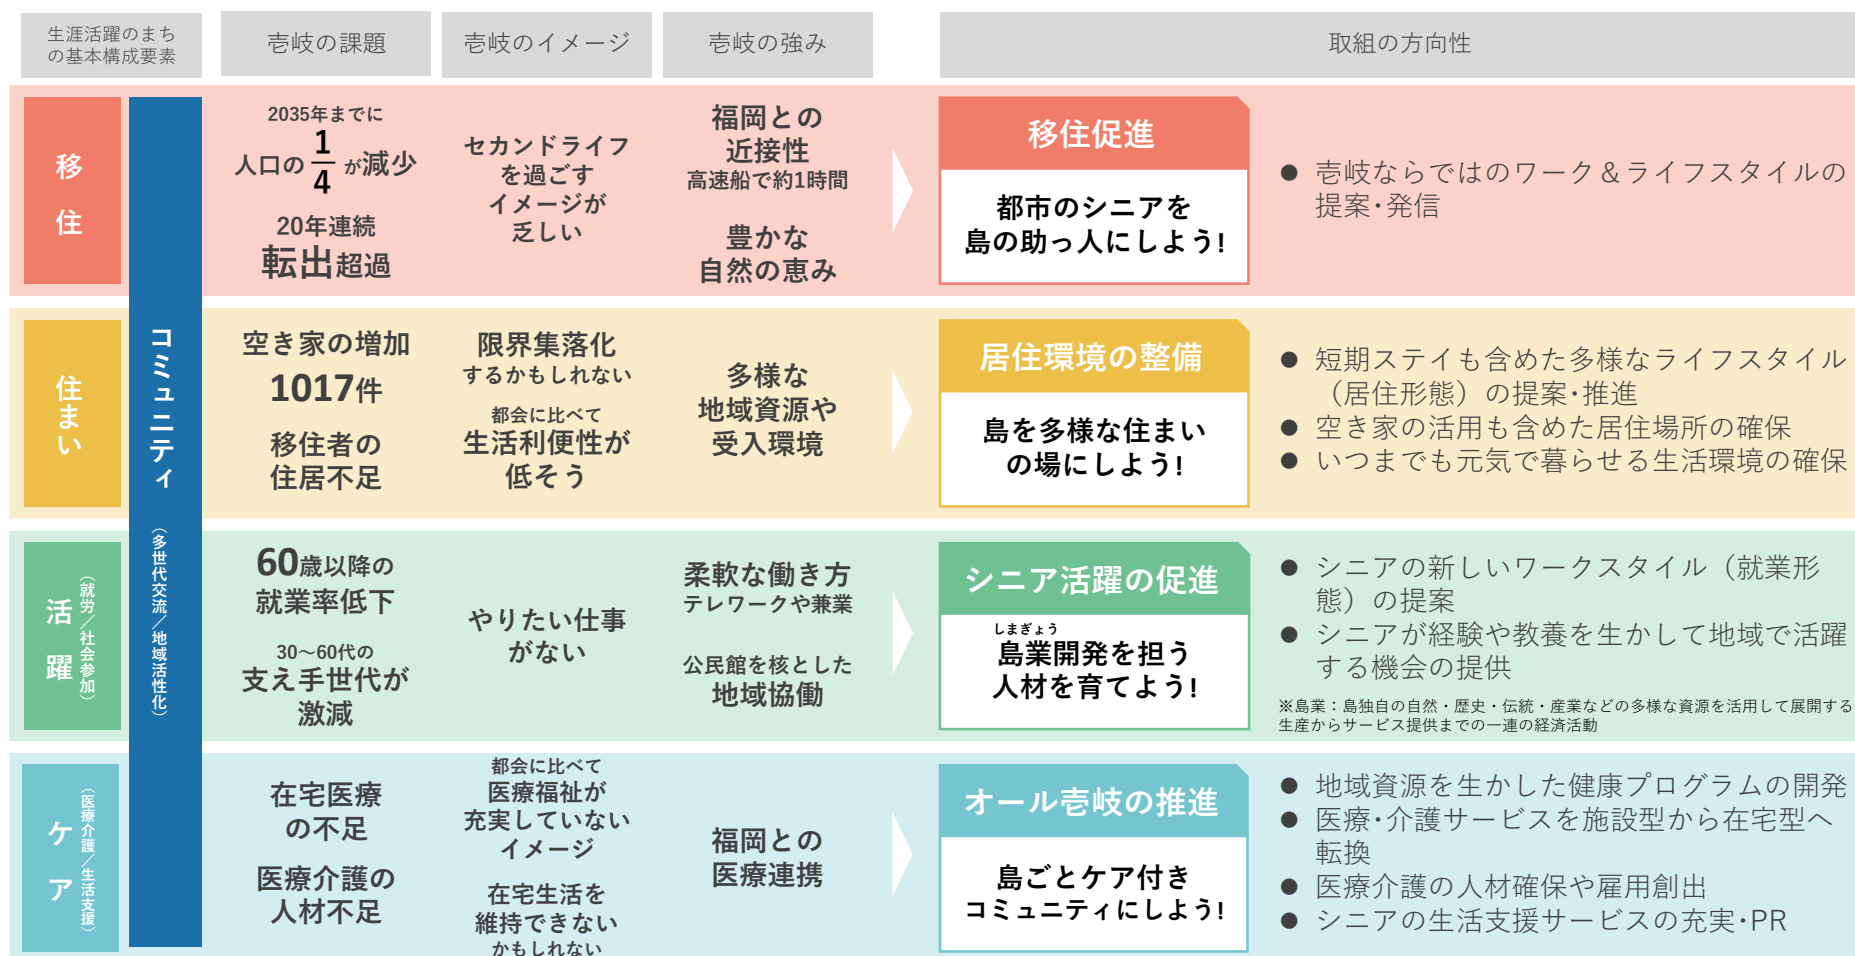 生涯活躍のまち
の基本構成要素
壱岐の課題
壱岐のイメージ
壱岐の強み
取組の方向性
コミュニティ（多世代交流／地域活性化）
移住
2035年までに
人口の1/4が減少
20年連続
転出超過
セカンドライフ
を過ごす
イメージが
乏しい
福岡との
近接性
高速船で約1時間
豊かな
自然の恵み
移住促進
都市のシニアを
島の助っ人にしよう!
● 壱岐ならではのワーク＆ライフスタイルの
提案･発信
住まい
空き家の増加
1017件
移住者の
住居不足
限界集落化
するかもしれない
都会に比べて
生活利便性が
低そう
多様な
地域資源や
受入環境
居住環境の整備
島を多様な住まい
の場にしよう!
● 短期ステイも含めた多様なライフスタイル
（居住形態）の提案･推進
● 空き家の活用も含めた居住場所の確保
● いつまでも元気で暮らせる生活環境の確保
活躍（就労／社会参加）
60歳以降の
就業率低下
30～60代の
支え手世代が
激減
やりたい仕事
がない
柔軟な働き方
テレワークや兼業
公民館を核とした
地域協働
シニア活躍の促進
しまぎょう
島業開発を担う
人材を育てよう!
● シニアの新しいワークスタイル（就業形
態）の提案
● シニアが経験や教養を生かして地域で活躍
する機会の提供
※島業：島独自の自然・歴史・伝統・産業などの多様な資源を活用して展開する
生産からサービス提供までの一連の経済活動
ケア（医療介護／生活支援）
在宅医療
の不足
医療介護の
人材不足
都会に比べて
医療福祉が
充実していない
イメージ
在宅生活を
維持できない
かもしれない
福岡との
医療連携
オール壱岐の推進
島ごとケア付き
コミュニティにしよう!
● 地域資源を生かした健康プログラムの開発
● 医療･介護サービスを施設型から在宅型へ
転換
● 医療介護の人材確保や雇用創出
● シニアの生活支援サービスの充実･PR